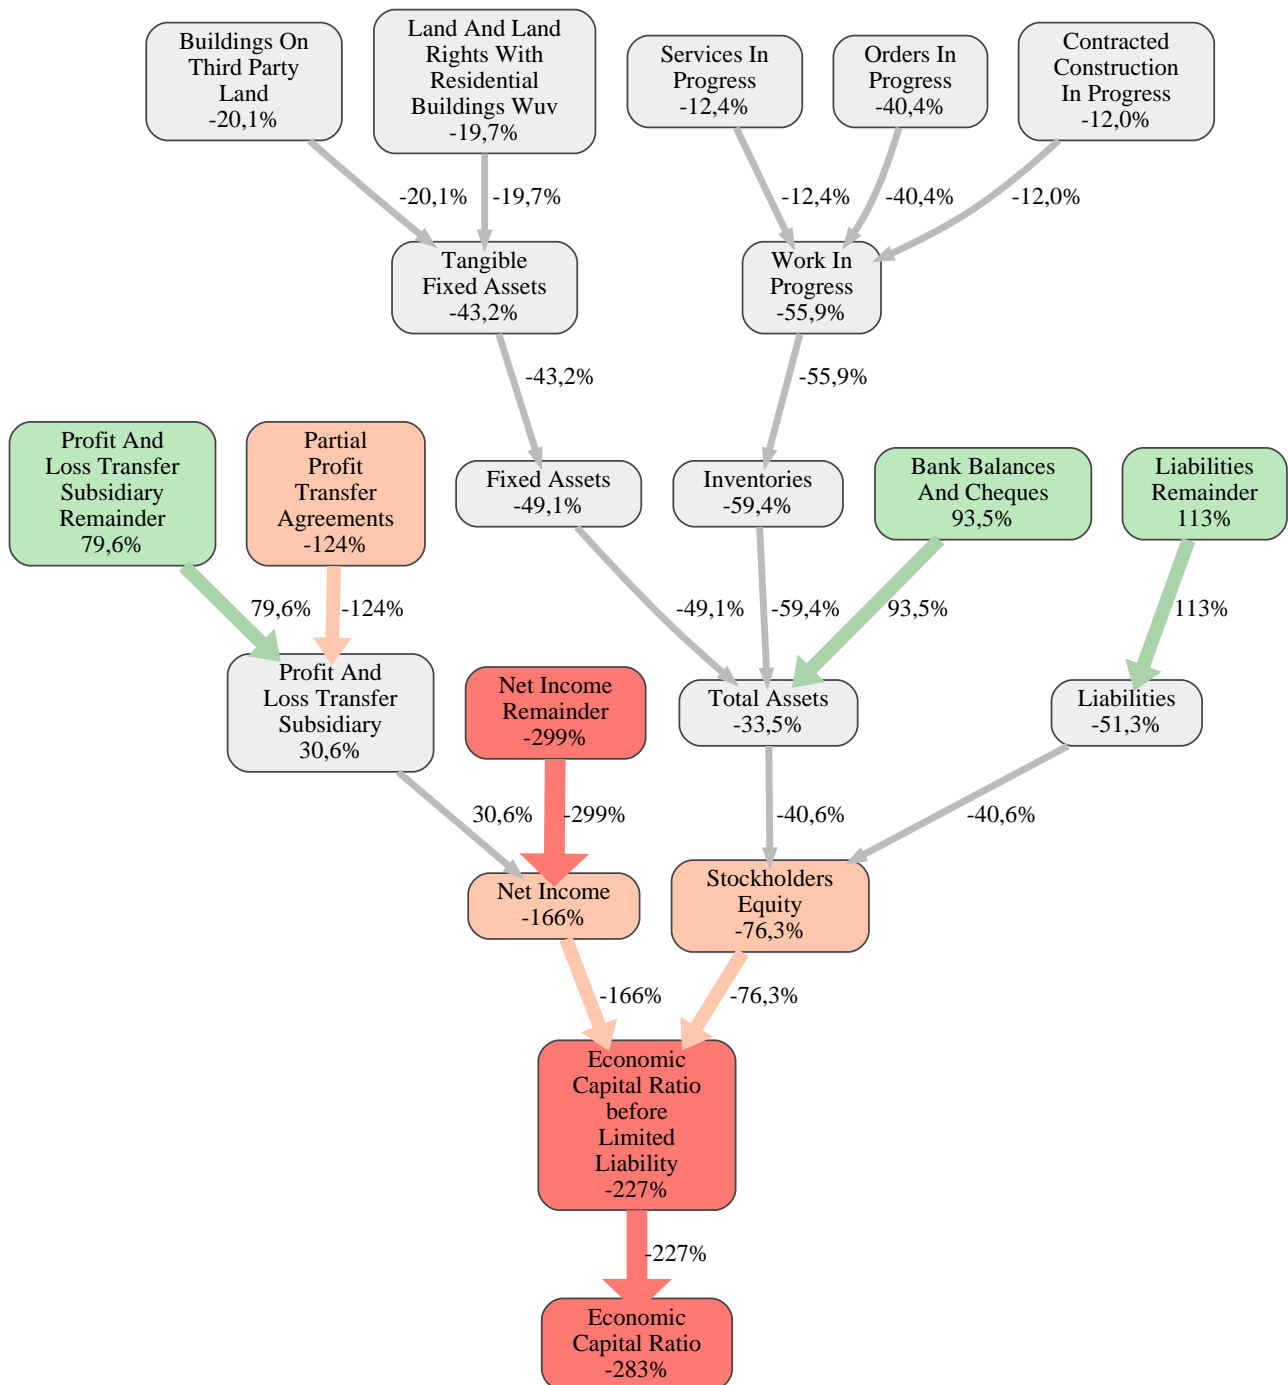 Buildings On
Third Party
Land
-20,1%
Land And Land
Rights With
Residential
Buildings Wuv
-19,7%
Services In
Progress
-12,4%
Orders In
Progress
-40,4%
Contracted
Construction
In Progress
-12,0%
-20,1%
-19,7%
-12,4%
-40,4%
-12,0%
Tangible
Fixed Assets
-43,2%
Work In
Progress
-55,9%
-43,2%
-55,9%
Profit And
Loss Transfer
Subsidiary
Remainder
79,6%
Partial
Profit
Transfer
Agreements
-124%
Fixed Assets
-49,1%
Inventories
-59,4%
Bank Balances
And Cheques
93,5%
Liabilities
Remainder
113%
79,6%
-124%
-49,1%
-59,4%
93,5%
113%
Profit And
Loss Transfer
Subsidiary
30,6%
Net Income
Remainder
-299%
Total Assets
-33,5%
Liabilities
-51,3%
30,6%
-299%
-40,6%
-40,6%
Net Income
-166%
Stockholders
Equity
-76,3%
-166%
-76,3%
Economic
Capital Ratio
before
Limited
Liability
-227%
-227%
Economic
Capital Ratio
-283%